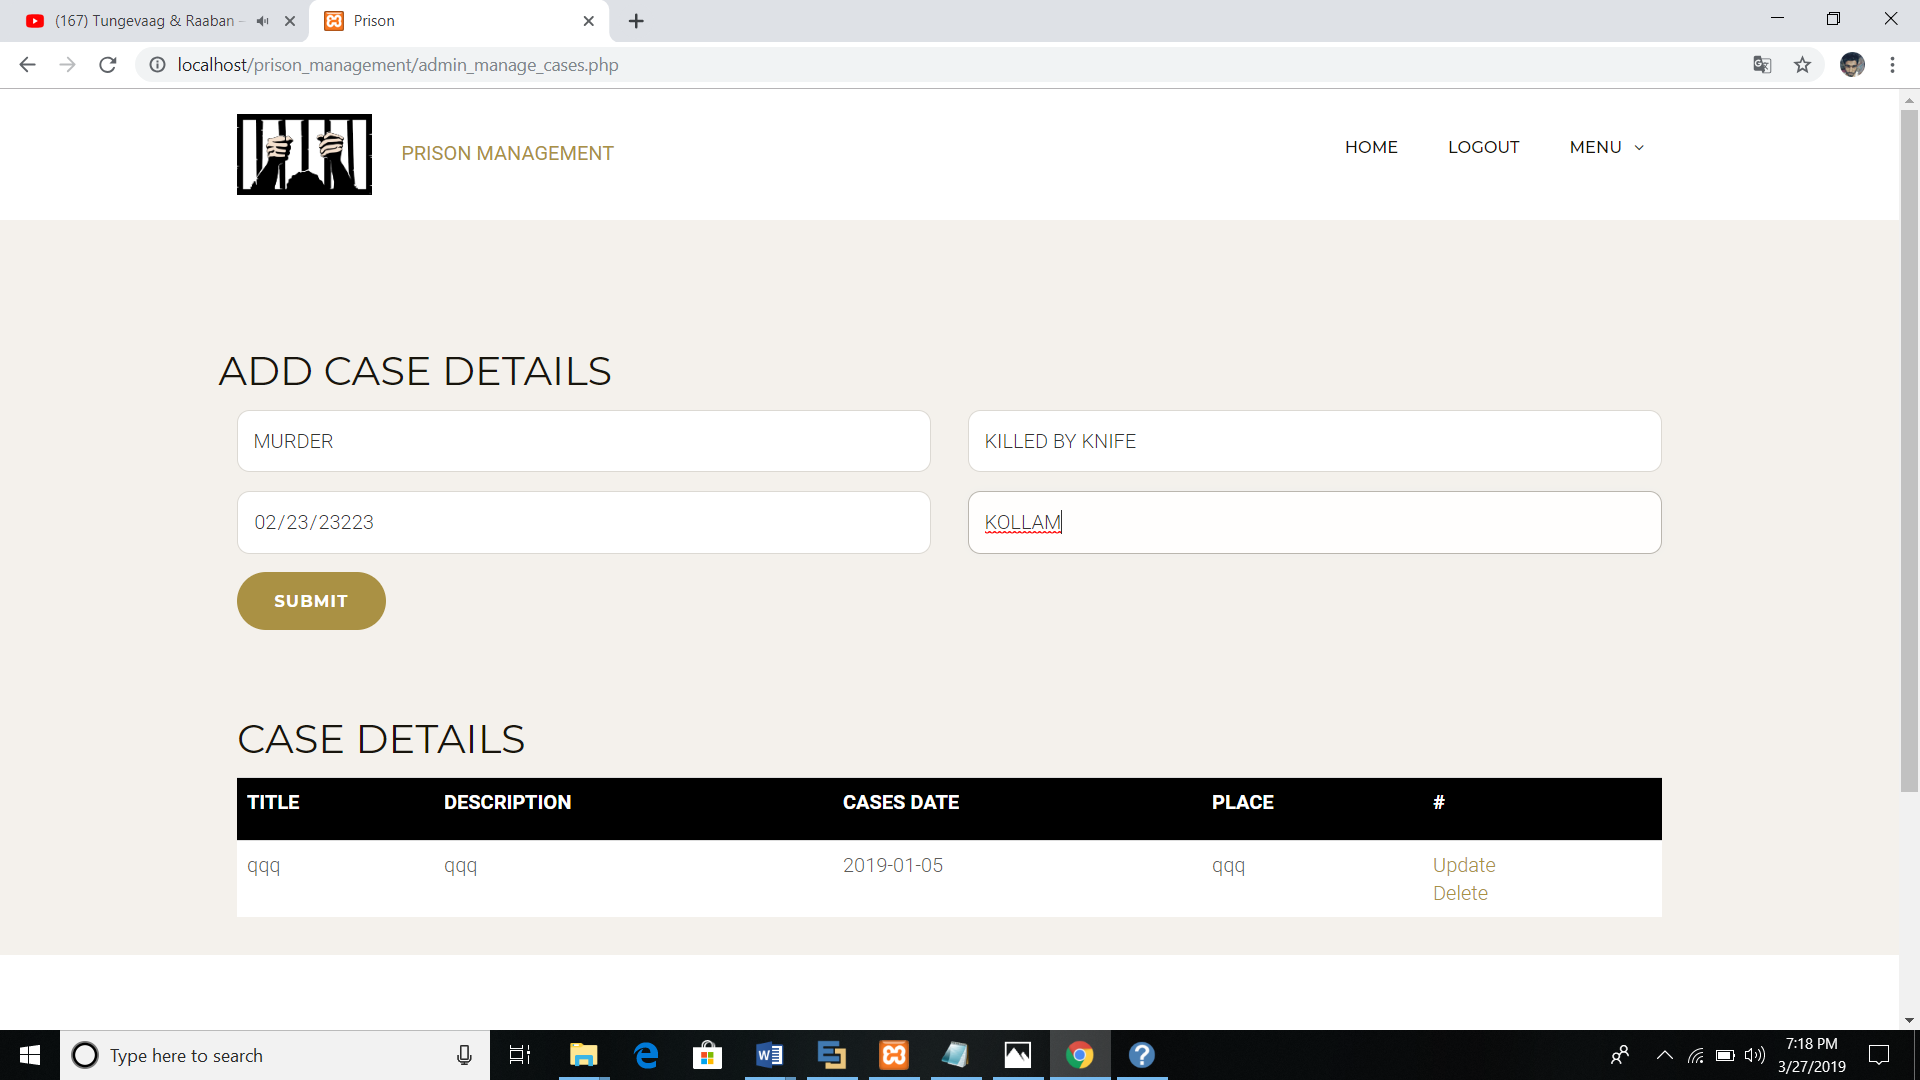 (167) Tungevaag & Raaban -
Prison
localhost/prison_management/admin_manage_cases.php
PRISON MANAGEMENT
HOME LOGOUT MENU
ADD CASE DETAILS
MURDER KILLED BY KNIFE
02/23/23223 KOLLAM
SUBMIT
CASE DETAILS
TITLE DESCRIPTION CASES DATE PLACE #
qqq qqq 2019-01-05 qqq Update
Delete
Type here to search
7:18 PM
3/27/2019